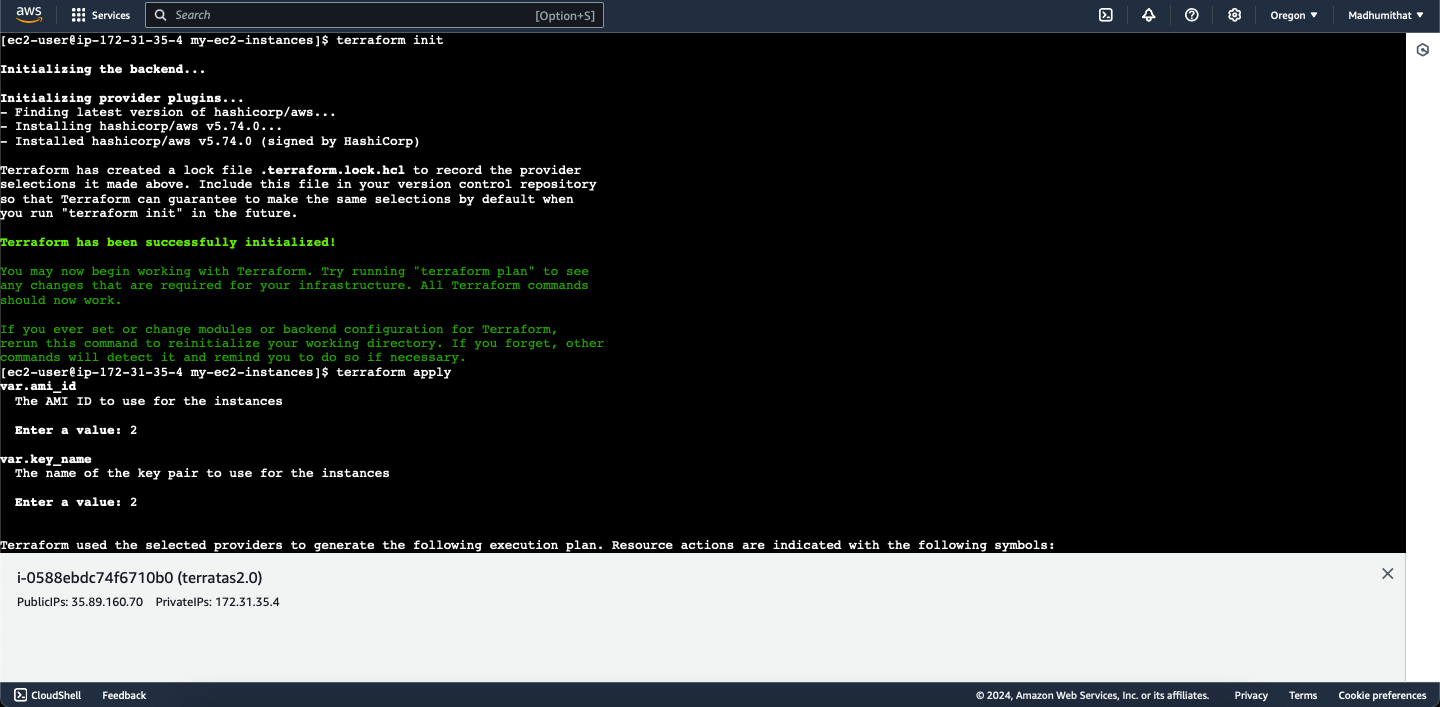 aws
Services
Search [Option+S]
Oregon ▼
Madhumithat ▼
[ec2-user@ip-172-31-35-4 my-ec2-instances]$ terraform init
Initializing the backend...
Initializing provider plugins...
- Finding latest version of hashicorp/aws...
- Installing hashicorp/aws v5.74.0...
- Installed hashicorp/aws v5.74.0 (signed by HashiCorp)
Terraform has created a lock file .terraform.lock.hcl to record the provider
selections it made above. Include this file in your version control repository
so that Terraform can guarantee to make the same selections by default when
you run "terraform init" in the future.
Terraform has been successfully initialized!
You may now begin working with Terraform. Try running "terraform plan" to see
any changes that are required for your infrastructure. All Terraform commands
should now work.
If you ever set or change modules or backend configuration for Terraform,
rerun this command to reinitialize your working directory. If you forget, other
commands will detect it and remind you to do so if necessary.
[ec2-user@ip-172-31-35-4 my-ec2-instances]$ terraform apply
var.ami_id
The AMI ID to use for the instances
Enter a value: 2
var.key_name
The name of the key pair to use for the instances
Enter a value: 2
Terraform used the selected providers to generate the following execution plan. Resource actions are indicated with the following symbols:
i-0588ebdc74f6710b0 (terratas2.0)
PublicIPs: 35.89.160.70 PrivateIPs: 172.31.35.4
CloudShell Feedback © 2024, Amazon Web Services, Inc. or its affiliates. Privacy Terms Cookie preferences